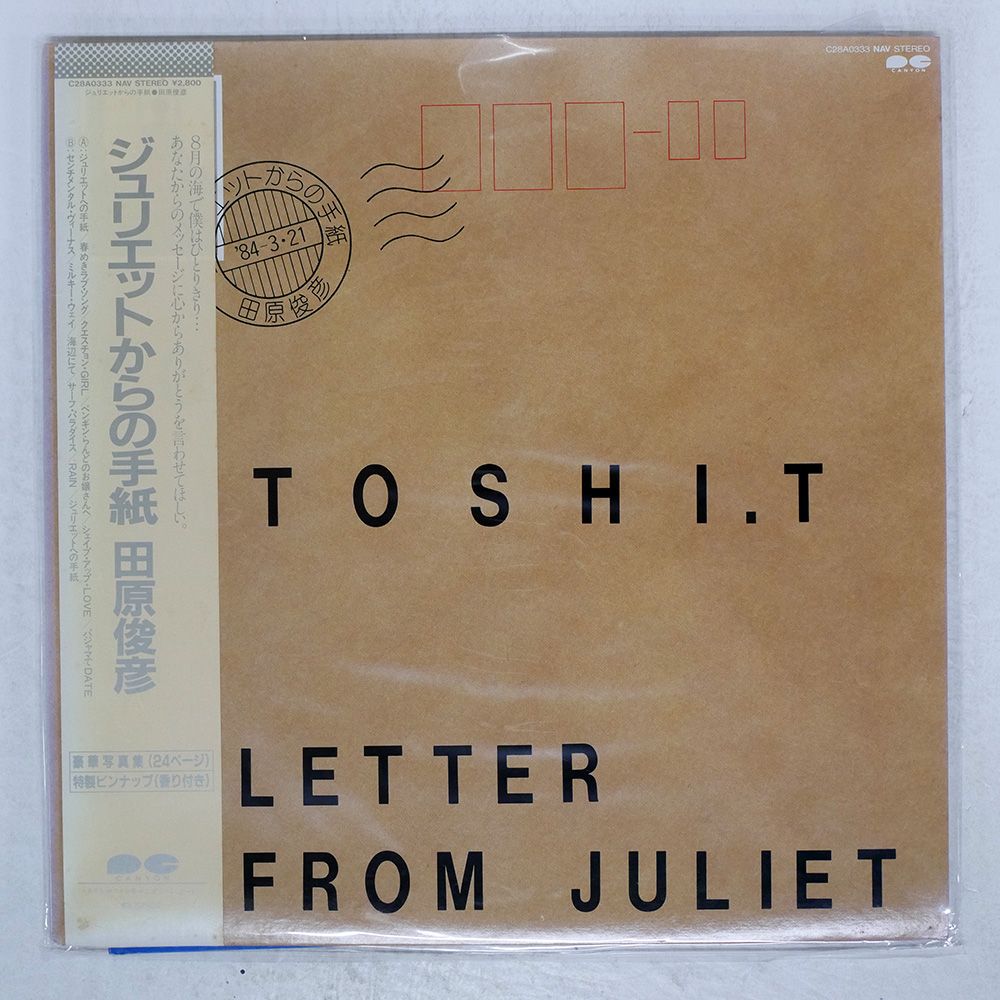 C28A0333 NAV STEREO ¥2,800
ジュリエットからの手紙●田原俊彦
8月の海で僕はひとりきり…
あなたからのメッセージに心からありがとうを言わせてほしい。
ジュリエットからの手紙 田原俊彦
Ⓐ:ジュリエットへの手紙/春めきラブ・ソング/クエスチョン・GIRL/ペンギンらんどのお嬢さんへ/シェイプ・アップ・LOVE/パジャマでDATE
Ⓑ:センチメンタル・ヴィーナス/ミルキー・ウェイ/海辺にて/サーフ・パラダイス/RAIN/ジュリエットへの手紙
豪華写真集(24ページ)
特製ピンナップ(香り付き)
CANYON
C28A0333 NAV STEREO
CANYON
ットからの手紙
'84-3・21
田原俊彦
TOSHI.T
LETTER
FROM JULIET